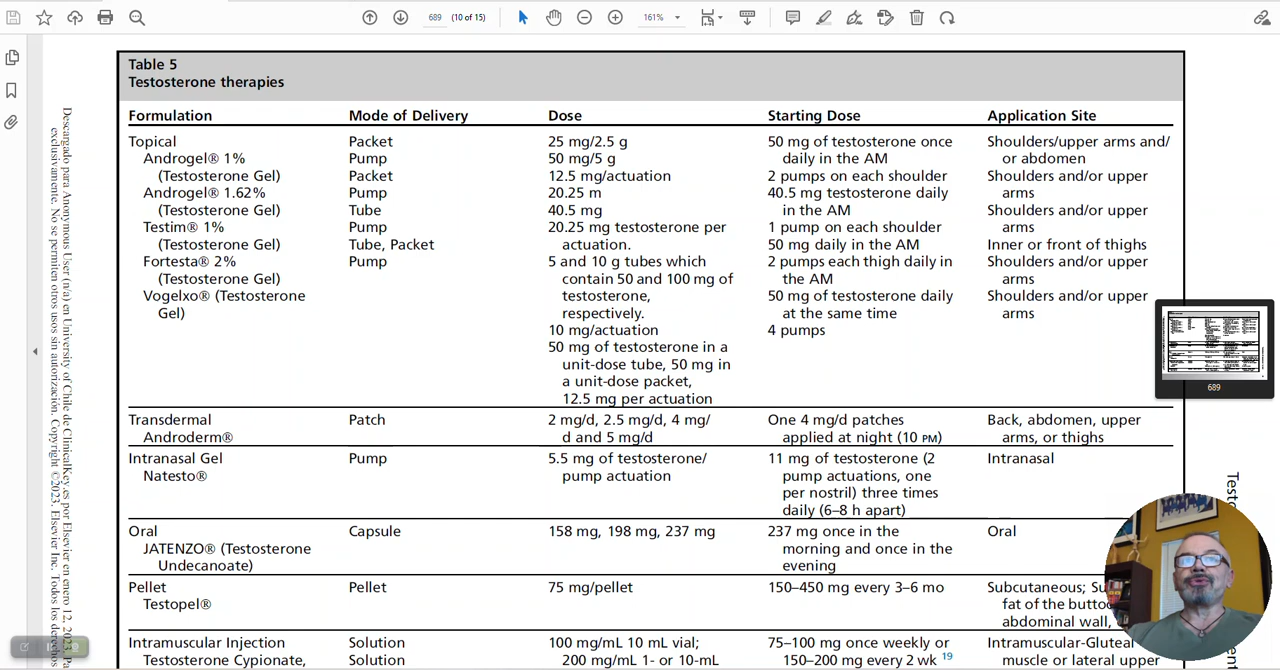 689 (10 of 15) 161%
Table 5
Testosterone therapies
Formulation Mode of Delivery Dose Starting Dose Application Site
Topical Packet 25 mg/2.5 g 50 mg of testosterone once Shoulders/upper arms and/
Androgel® 1% Pump 50 mg/5 g daily in the AM or abdomen
(Testosterone Gel) Packet 12.5 mg/actuation 2 pumps on each shoulder Shoulders and/or upper
Androgel® 1.62% Pump 20.25 m 40.5 mg testosterone daily arms
(Testosterone Gel) Tube 40.5 mg in the AM Shoulders and/or upper
Testim® 1% Pump 20.25 mg testosterone per 1 pump on each shoulder arms
(Testosterone Gel) Tube, Packet actuation. 50 mg daily in the AM Inner or front of thighs
Fortesta® 2% Pump 5 and 10 g tubes which 2 pumps each thigh daily in Shoulders and/or upper
(Testosterone Gel) contain 50 and 100 mg of the AM arms
Vogelxo® (Testosterone testosterone, 50 mg of testosterone daily Shoulders and/or upper
Gel) respectively. at the same time arms
10 mg/actuation 4 pumps
50 mg of testosterone in a
unit-dose tube, 50 mg in
a unit-dose packet,
12.5 mg per actuation
Transdermal Patch 2 mg/d, 2.5 mg/d, 4 mg/ One 4 mg/d patches Back, abdomen, upper
Androderm® d and 5 mg/d applied at night (10 PM) arms, or thighs
Intranasal Gel Pump 5.5 mg of testosterone/ 11 mg of testosterone (2 Intranasal
Natesto® pump actuation pump actuations, one
per nostril) three times
daily (6–8 h apart)
Oral Capsule 158 mg, 198 mg, 237 mg 237 mg once in the Oral
JATENZO® (Testosterone morning and once in the
Undecanoate) evening
Pellet Pellet 75 mg/pellet 150–450 mg every 3–6 mo Subcutaneous;
Testopel® fat of the
abdominal wall,
Intramuscular Injection Solution 100 mg/mL 10 mL vial; 75–100 mg once weekly or Intramuscular-Gluteal
Testosterone Cypionate, Solution 200 mg/mL 1- or 10-mL 150–200 mg every 2 wk 19 muscle or lateral upper
Descargado para Anonymous User (n/a) en University of Chile de ClinicalKey.es por Elsevier en enero 12, 2023. Pa
exclusivamente. No se permiten otros usos sin autorización. Copyright ©2023. Elsevier Inc. Todos los derechos
689